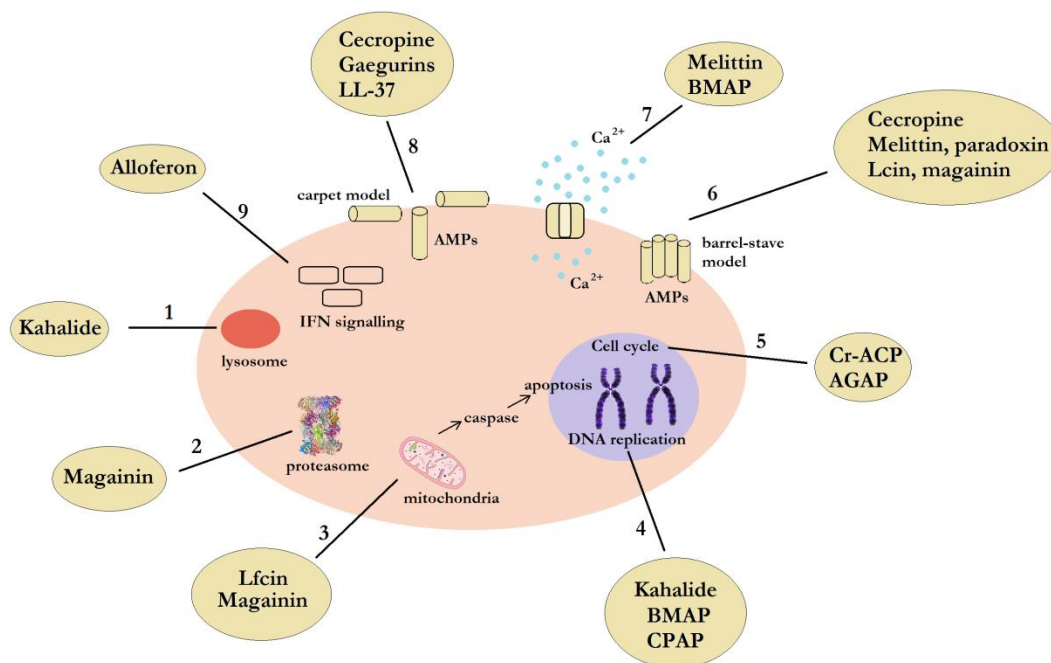 Cecropine
Gaegurins
LL-37
8
Melittin
BMAP
7
Ca²⁺
Cecropine
Melittin, paradoxin
Lcin, magainin
6
Alloferon
9
carpet model
AMPs
barrel-stave
model
AMPs
Ca²⁺
IFN signalling
Kahalide
1
lysosome
Cell cycle
5
Cr-ACP
AGAP
apoptosis
caspase
DNA replication
Magainin
2
proteasome
mitochondria
3
Lfcin
Magainin
4
Kahalide
BMAP
CPAP